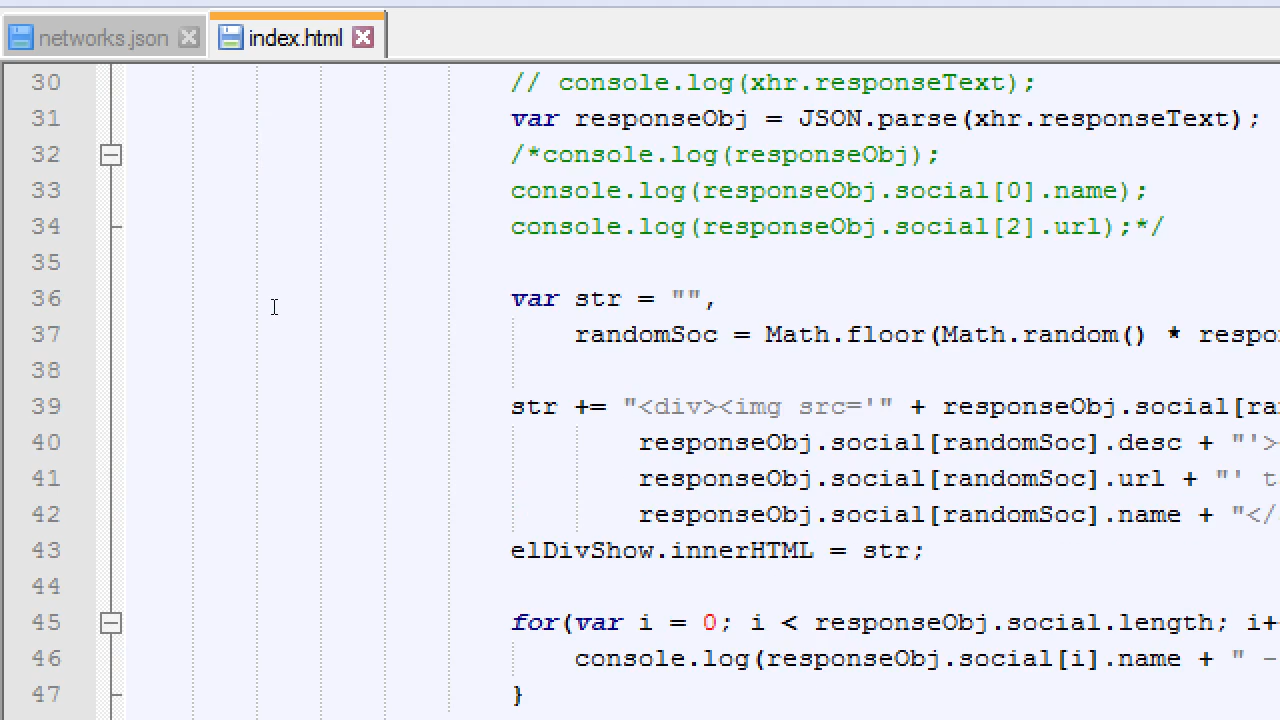 networks.json index.html
30 // console.log(xhr.responseText);
31 var responseObj = JSON.parse(xhr.responseText);
32 /*console.log(responseObj);
33 console.log(responseObj.social[0].name);
34 console.log(responseObj.social[2].url);*/
35
36 var str = "",
37 randomSoc = Math.floor(Math.random() * respo
38
39 str += "<div><img src='" + responseObj.social[ra
40 responseObj.social[randomSoc].desc + "'>
41 responseObj.social[randomSoc].url + "' t
42 responseObj.social[randomSoc].name + "</
43 elDivShow.innerHTML = str;
44
45 for(var i = 0; i < responseObj.social.length; i+
46 console.log(responseObj.social[i].name + " -
47 }